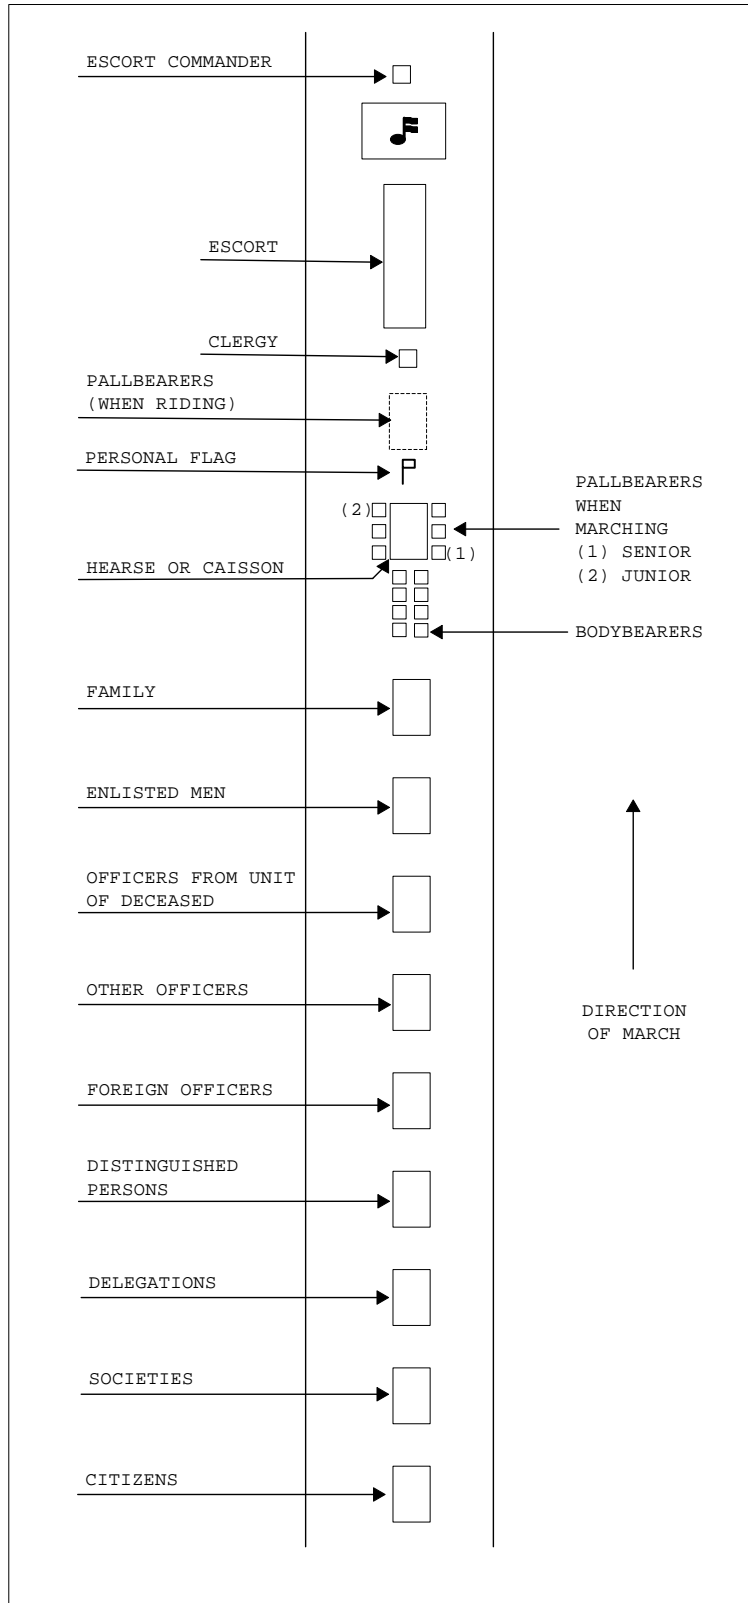 ESCORT COMMANDER
ESCORT
CLERGY
PALLBEARERS
(WHEN RIDING)
PERSONAL FLAG
PALLBEARERS
WHEN
MARCHING
(1) SENIOR
(2) JUNIOR
(2)
(1)
HEARSE OR CAISSON
BODYBEARERS
FAMILY
ENLISTED MEN
OFFICERS FROM UNIT
OF DECEASED
OTHER OFFICERS
DIRECTION
OF MARCH
FOREIGN OFFICERS
DISTINGUISHED
PERSONS
DELEGATIONS
SOCIETIES
CITIZENS